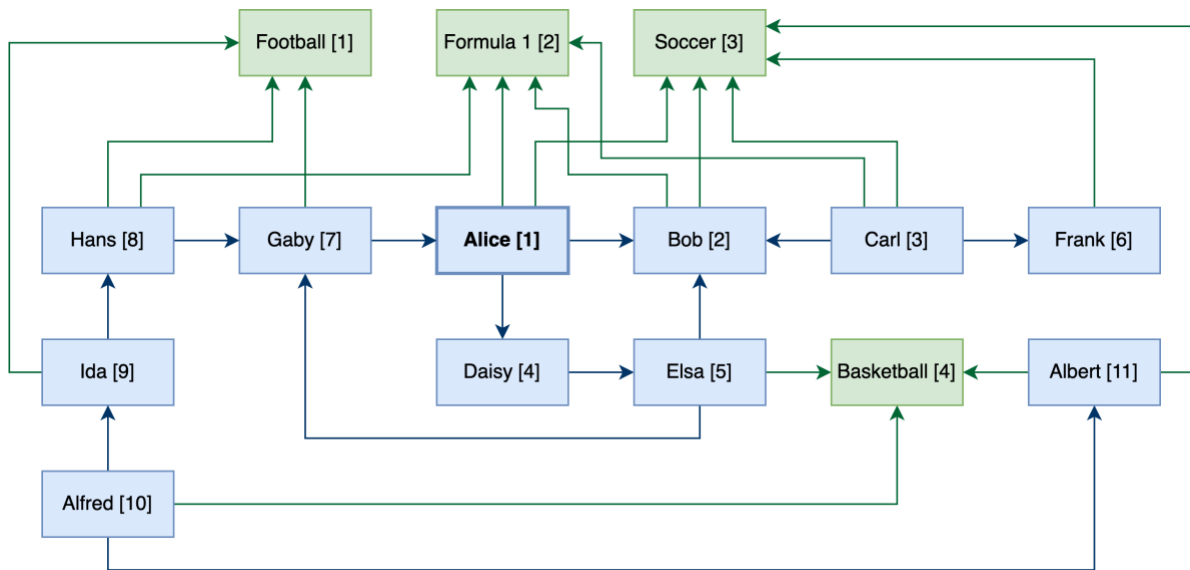 Football [1]
Formula 1 [2]
Soccer [3]
Hans [8]
Gaby [7]
Alice [1]
Bob [2]
Carl [3]
Frank [6]
Ida [9]
Daisy [4]
Elsa [5]
Basketball [4]
Albert [11]
Alfred [10]